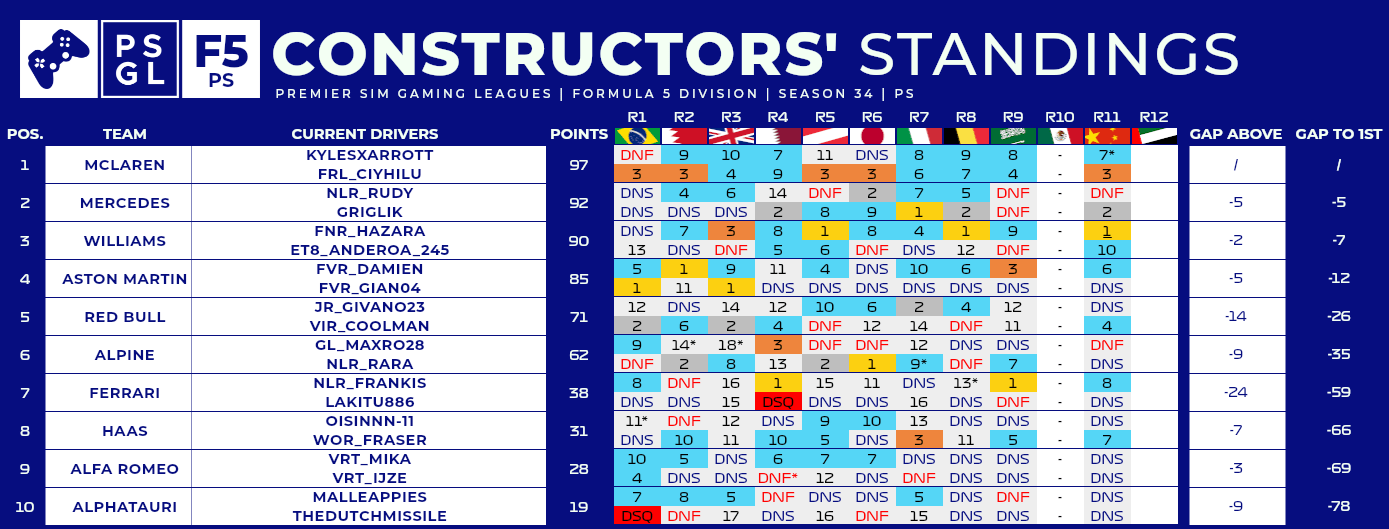 PS GL F5 PS CONSTRUCTORS' STANDINGS
PREMIER SIM GAMING LEAGUES | FORMULA 5 DIVISION | SEASON 34 | PS
R1 R2 R3 R4 R5 R6 R7 R8 R9 R10 R11 R12
POS. TEAM CURRENT DRIVERS POINTS GAP ABOVE GAP TO 1ST
1 MCLAREN 97 / /
KYLESXARROTT DNF 9 10 7 11 DNS 8 9 8 - 7*
FRL_CIYHILU 3 3 4 9 3 3 6 7 4 - 3
2 MERCEDES 92 -5 -5
NLR_RUDY DNS 4 6 14 DNF 2 7 5 DNF - DNF
GRIGLIK DNS DNS DNS 2 8 9 1 2 DNF - 2
3 WILLIAMS 90 -2 -7
FNR_HAZARA DNS 7 3 8 1 8 4 1 9 - 1
ET8_ANDEROA_245 13 DNS DNF 5 6 DNF DNS 12 DNF - 10
4 ASTON MARTIN 85 -5 -12
FVR_DAMIEN 5 1 9 11 4 DNS 10 6 3 - 6
FVR_GIAN04 1 11 1 DNS DNS DNS DNS DNS DNS - DNS
5 RED BULL 71 -14 -26
JR_GIVANO23 12 DNS 14 12 10 6 2 4 12 - DNS
VIR_COOLMAN 2 6 2 4 DNF 12 14 DNF 11 - 4
6 ALPINE 62 -9 -35
GL_MAXRO28 9 14* 18* 3 DNF DNF 12 DNS DNS - DNF
NLR_RARA DNF 2 8 13 2 1 9* DNF 7 - DNS
7 FERRARI 38 -24 -59
NLR_FRANKIS 8 DNF 16 1 15 11 DNS 13* 1 - 8
LAKITU886 DNS DNS 15 DSQ DNS DNS 16 DNS DNF - DNS
8 HAAS 31 -7 -66
OISINNN-11 11* DNF 12 DNS 9 10 13 DNS DNS - DNS
WOR_FRASER DNS 10 11 10 5 DNS 3 11 5 - 7
9 ALFA ROMEO 28 -3 -69
VRT_MIKA 10 5 DNS 6 7 7 DNS DNS DNS - DNS
VRT_IJZE 4 DNS DNS DNF* 12 DNS DNF DNS DNS - DNS
10 ALPHATAURI 19 -9 -78
MALLEAPPIES 7 8 5 DNF DNS DNS 5 DNS DNF - DNS
THEDUTCHMISSILE DSQ DNF 17 DNS 16 DNF 15 DNS DNS - DNS